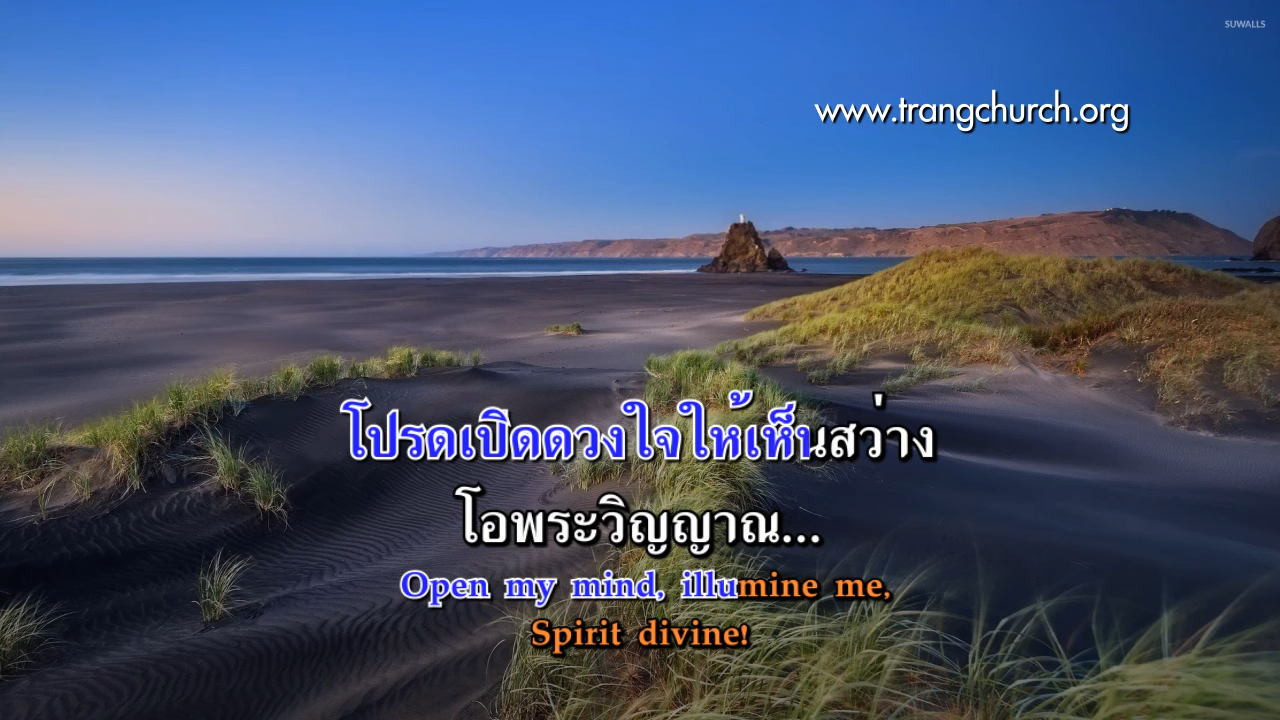 SUWALLS
www.trangchurch.org
โปรดเปิดดวงใจให้เห็นสว่าง
โอพระวิญญาณ...
Open my mind, illumine me,
Spirit divine!